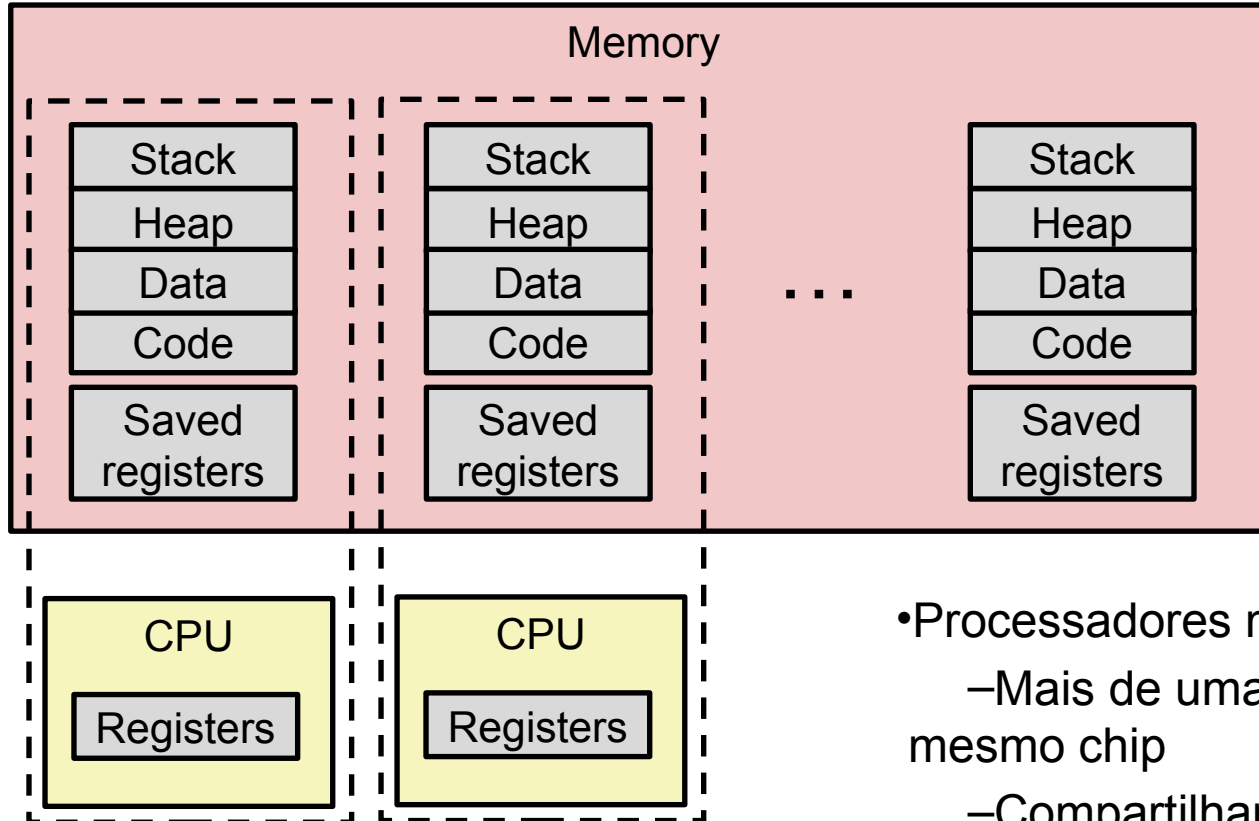 Memory
Stack
Heap
Data
Code
Saved
registers
Stack
Heap
Data
Code
Saved
registers
...
Stack
Heap
Data
Code
Saved
registers
CPU
Registers
CPU
Registers
•Processadores
–Mais de uma
mesmo chip
–Compartilhar